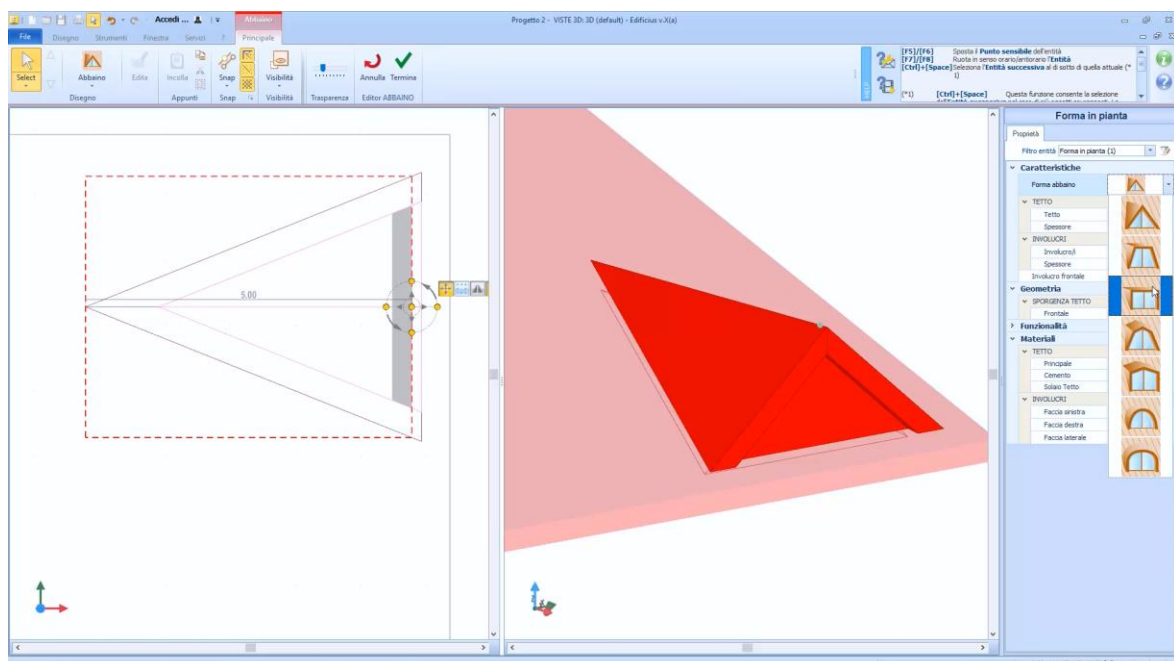 Accedi ...
Abbaino
Progetto 2 - VISTE 3D: 3D (default) - Edificius v.X(a)
File Disegno Strumenti Finestra Servizi ? Principale
Select
Abbaino
Edita
Incolla
Snap
Visibilità
Annulla Termina
Disegno Appunti Snap Visibilità Trasparenza Editor ABBAINO
HELP
[F5]/[F6] Sposta il Punto sensibile dell'entità
[F7]/[F8] Ruota in senso orario/antiorario l'Entità
[Ctrl]+[Space] Seleziona l'Entità successiva al di sotto di quella attuale (*
1)
(*1) [Ctrl]+[Space] Questa funzione consente la selezione
5.00
Forma in pianta
Proprietà
Filtro entità Forma in pianta (1)
Caratteristiche
Forma abbaino
TETTO
Tetto
Spessore
INVOLUCRI
Involucro/i
Spessore
Involucro frontale
Geometria
SPORGENZA TETTO
Frontale
Funzionalità
Materiali
TETTO
Principale
Cemento
Solaio Tetto
INVOLUCRI
Faccia sinistra
Faccia destra
Faccia laterale